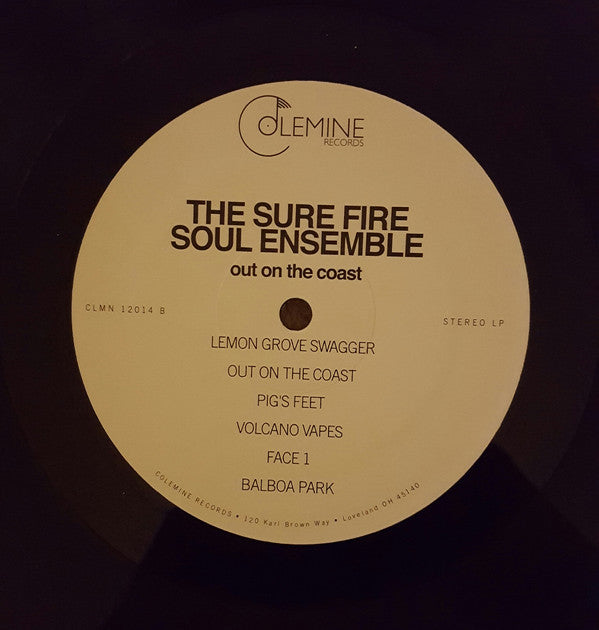 COLEMINE
RECORDS
THE SURE FIRE
SOUL ENSEMBLE
out on the coast
CLMN 12014 B
STEREO LP
LEMON GROVE SWAGGER
OUT ON THE COAST
PIG'S FEET
VOLCANO VAPES
FACE 1
BALBOA PARK
COLEMINE RECORDS • 120 Karl Brown Way • Loveland OH 45140